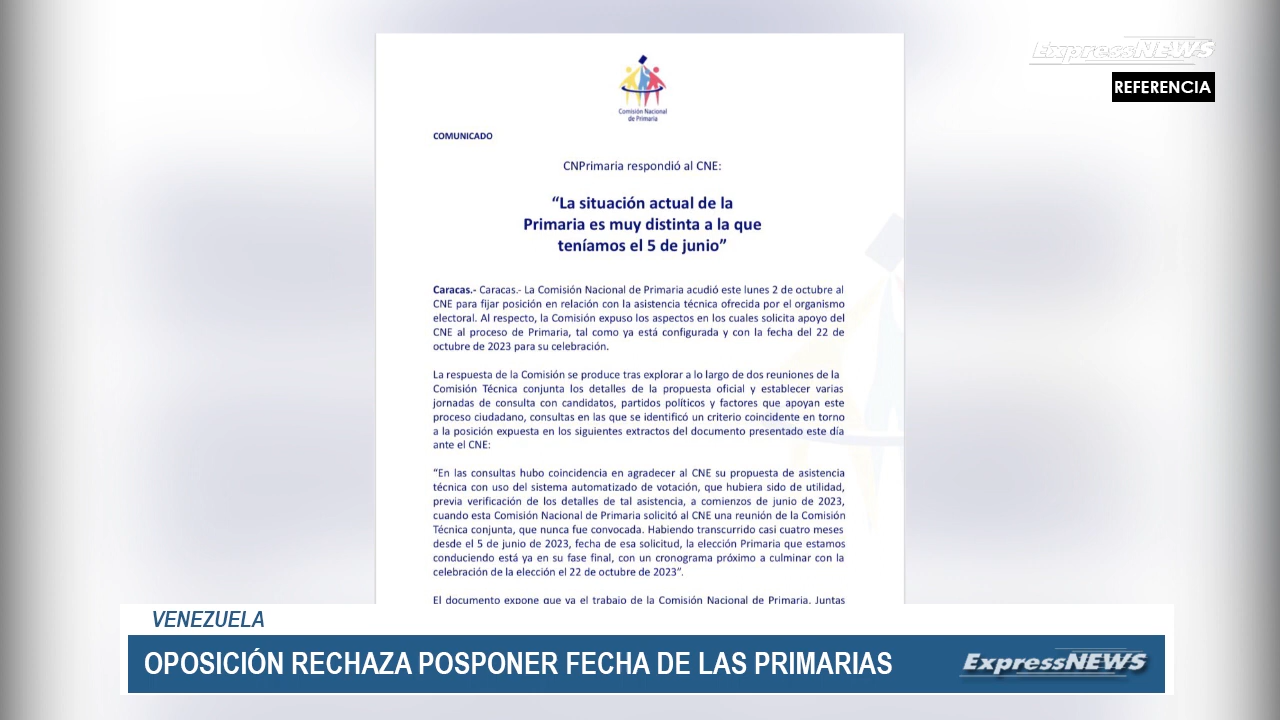 ExpressNEWS
REFERENCIA
Comisión Nacional
de Primaria
COMUNICADO
CNPrimaria respondió al CNE:
“La situación actual de la
Primaria es muy distinta a la que
teníamos el 5 de junio”
Caracas.- Caracas.- La Comisión Nacional de Primaria acudió este lunes 2 de octubre al
CNE para fijar posición en relación con la asistencia técnica ofrecida por el organismo
electoral. Al respecto, la Comisión expuso los aspectos en los cuales solicita apoyo del
CNE al proceso de Primaria, tal como ya está configurada y con la fecha del 22 de
octubre de 2023 para su celebración.
La respuesta de la Comisión se produce tras explorar a lo largo de dos reuniones de la
Comisión Técnica conjunta los detalles de la propuesta oficial y establecer varias
jornadas de consulta con candidatos, partidos políticos y factores que apoyan este
proceso ciudadano, consultas en las que se identificó un criterio coincidente en torno
a la posición expuesta en los siguientes extractos del documento presentado este día
ante el CNE:
“En las consultas hubo coincidencia en agradecer al CNE su propuesta de asistencia
técnica con uso del sistema automatizado de votación, que hubiera sido de utilidad,
previa verificación de los detalles de tal asistencia, a comienzos de junio de 2023,
cuando esta Comisión Nacional de Primaria solicitó al CNE una reunión de la Comisión
Técnica conjunta, que nunca fue convocada. Habiendo transcurrido casi cuatro meses
desde el 5 de junio de 2023, fecha de esa solicitud, la elección Primaria que estamos
conduciendo está ya en su fase final, con un cronograma próximo a culminar con la
celebración de la elección el 22 de octubre de 2023”.
El documento expone que ya el trabajo de la Comisión Nacional de Primaria, Juntas
VENEZUELA
OPOSICIÓN RECHAZA POSPONER FECHA DE LAS PRIMARIAS
ExpressNEWS